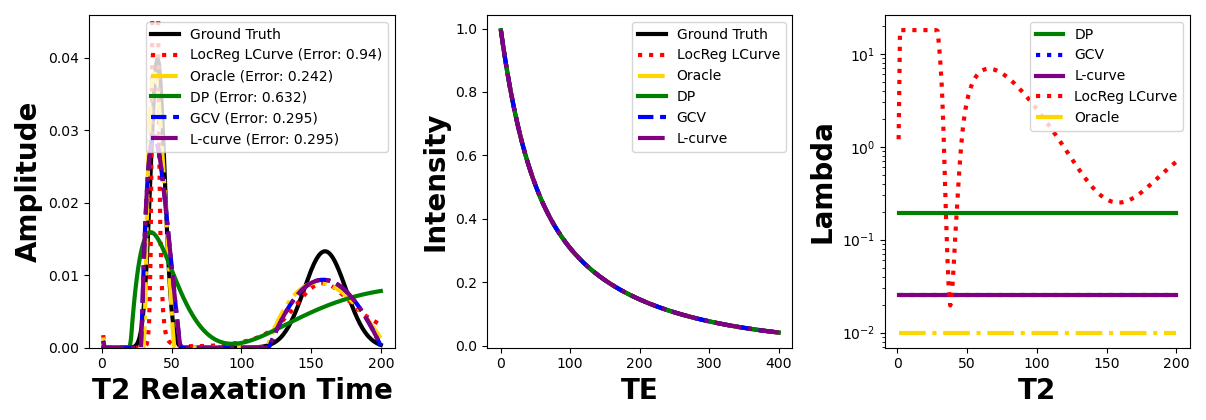 Amplitude
0.04
0.03
0.02
0.01
0.00
0
50
100
150
200
T2 Relaxation Time
Ground Truth
LocReg LCurve (Error: 0.94)
Oracle (Error: 0.242)
DP (Error: 0.632)
GCV (Error: 0.295)
L-curve (Error: 0.295)
Intensity
1.0
0.8
0.6
0.4
0.2
0.0
0
100
200
300
400
TE
Ground Truth
LocReg LCurve
Oracle
DP
GCV
L-curve
Lambda
10¹
10⁰
10⁻¹
10⁻²
0
50
100
150
200
T2
DP
GCV
L-curve
LocReg LCurve
Oracle